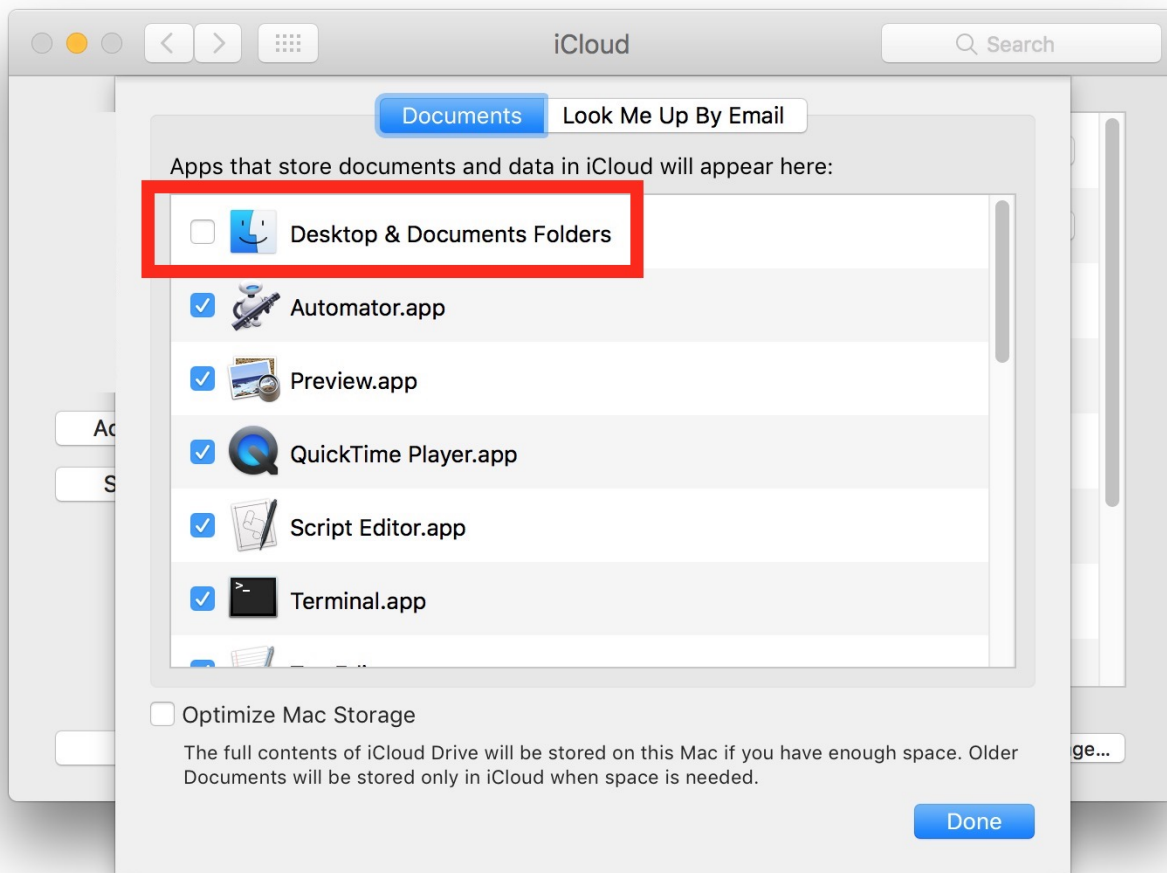 iCloud
Search
Documents
Look Me Up By Email
Apps that store documents and data in iCloud will appear here:
Desktop & Documents Folders
Automator.app
Preview.app
QuickTime Player.app
Script Editor.app
>_
Terminal.app
Optimize Mac Storage
The full contents of iCloud Drive will be stored on this Mac if you have enough space. Older
Documents will be stored only in iCloud when space is needed.
Done